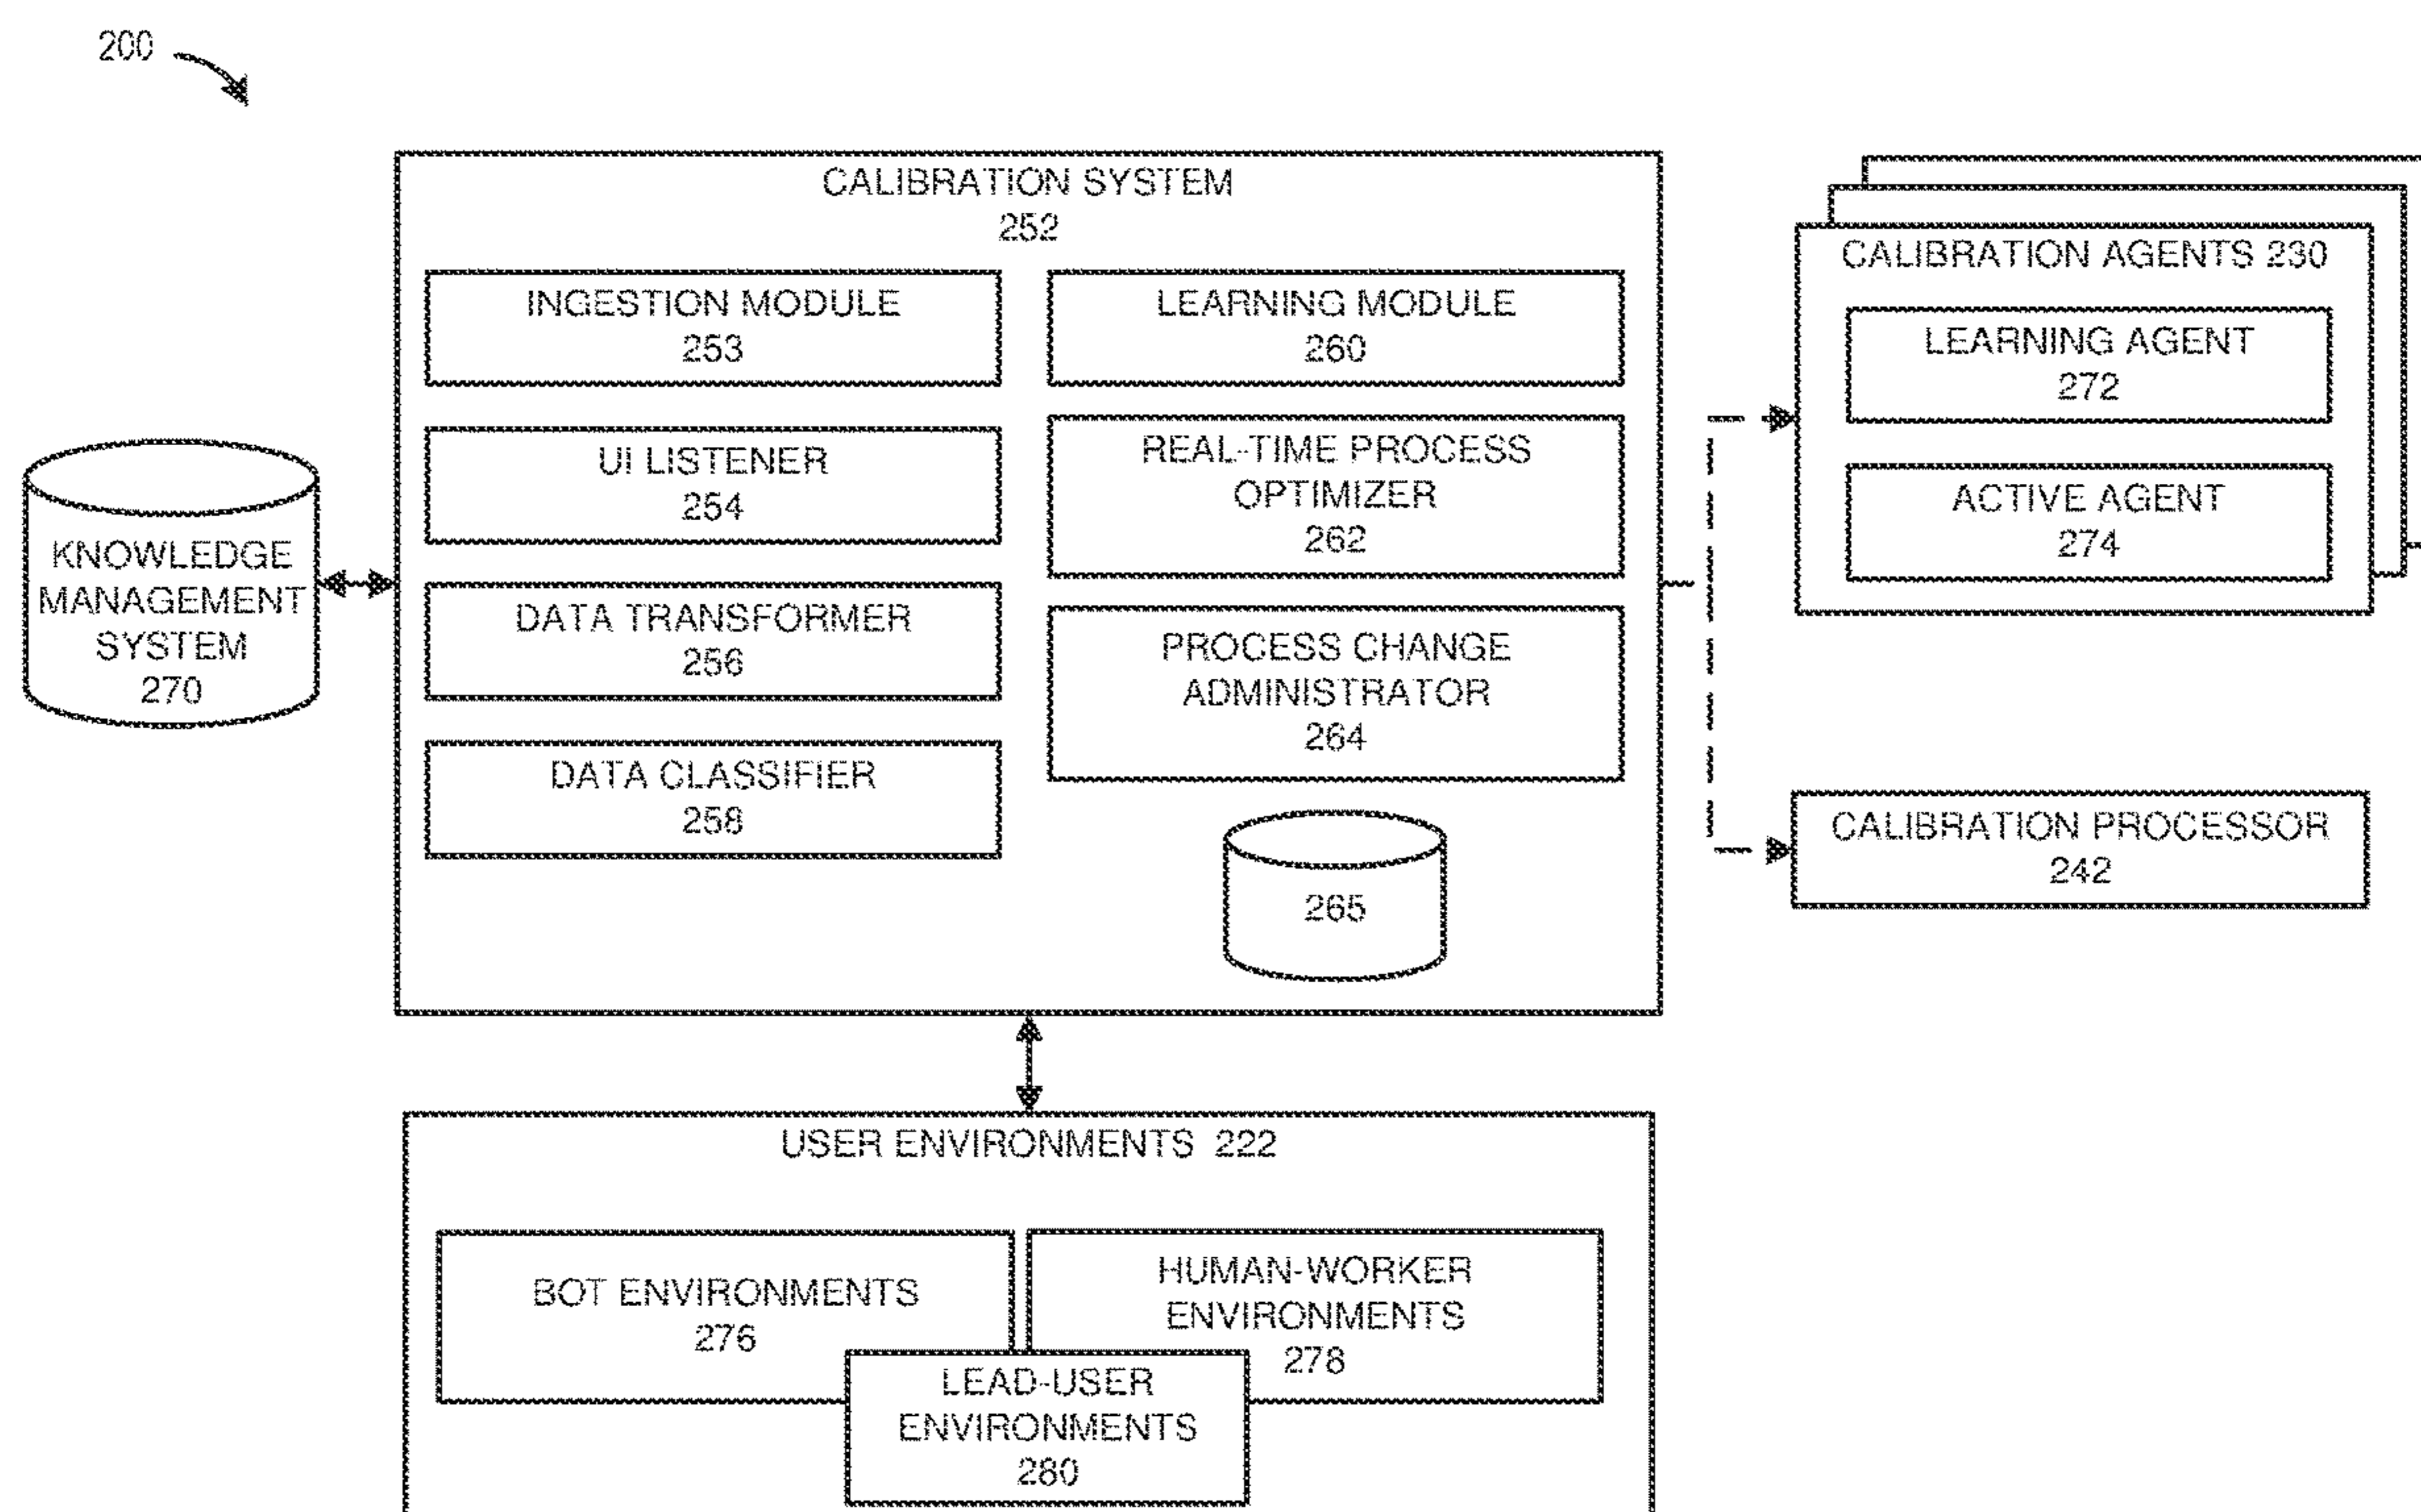 200
CALIBRATION SYSTEM
252
INGESTION MODULE
253
UI LISTENER
254
DATA TRANSFORMER
256
DATA CLASSIFIER
258
LEARNING MODULE
260
REAL-TIME PROCESS
OPTIMIZER
262
PROCESS CHANGE
ADMINISTRATOR
264
265
KNOWLEDGE
MANAGEMENT
SYSTEM
270
CALIBRATION AGENTS 230
LEARNING AGENT
272
ACTIVE AGENT
274
CALIBRATION PROCESSOR
242
USER ENVIRONMENTS 222
BOT ENVIRONMENTS
276
HUMAN-WORKER
ENVIRONMENTS
278
LEAD-USER
ENVIRONMENTS
280